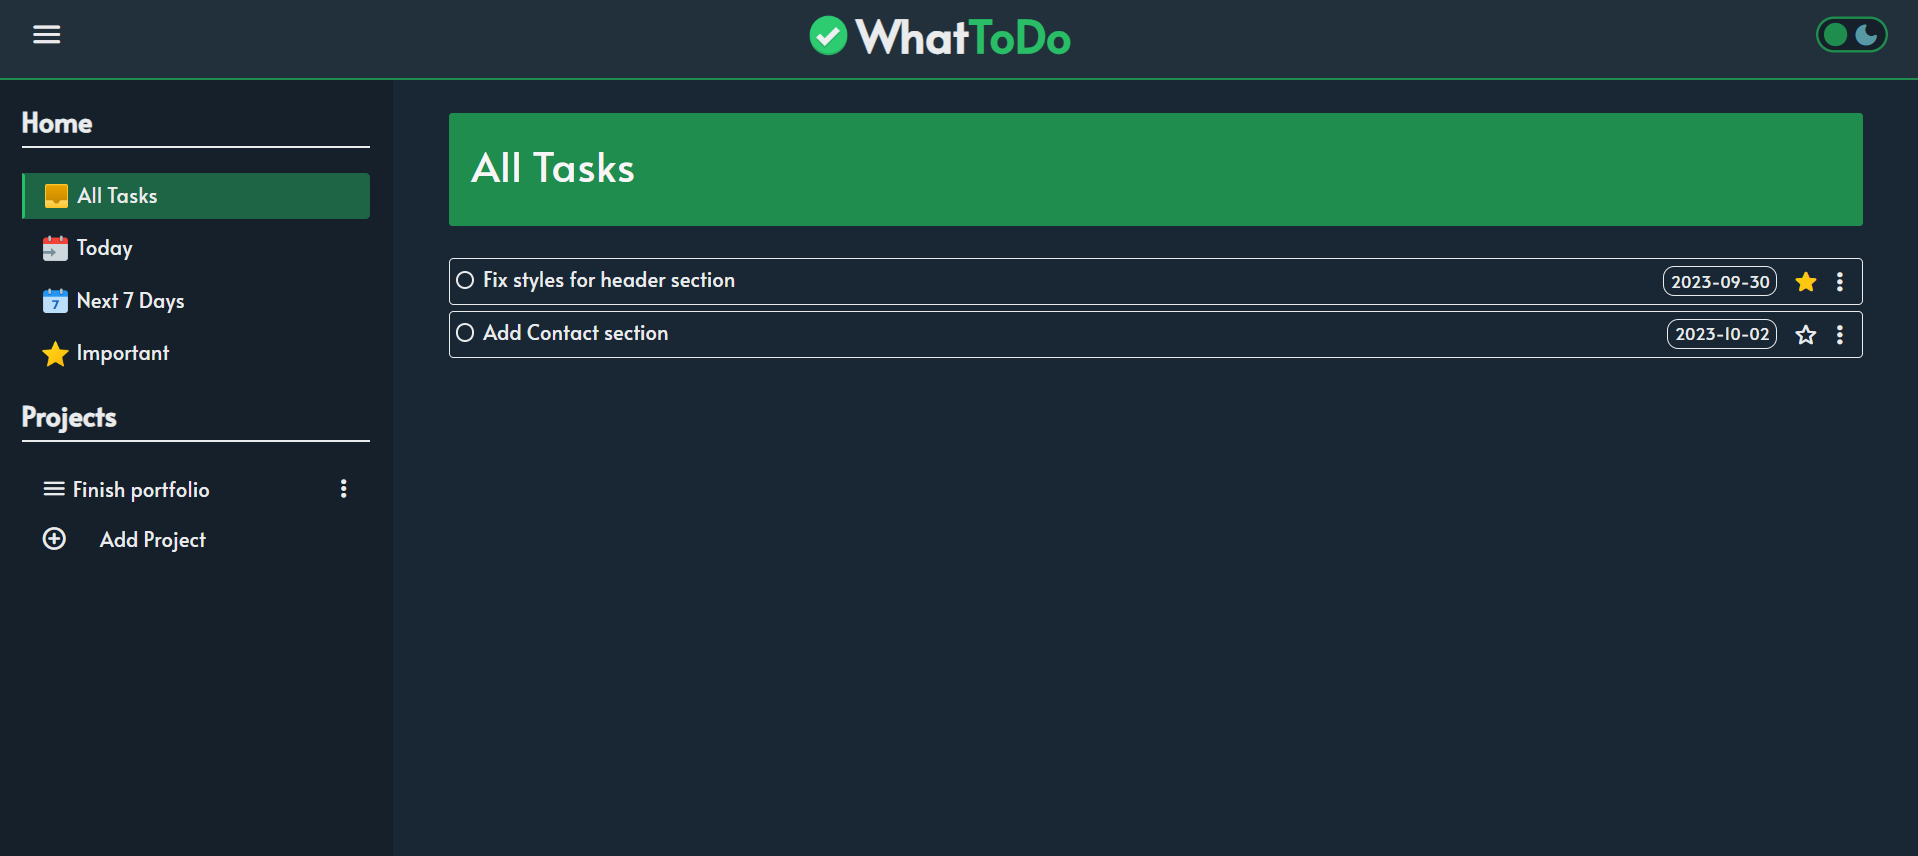 WhatToDo
Home
All Tasks
Today
7 Next 7 Days
Important
Projects
Finish portfolio
Add Project
All Tasks
Fix styles for header section 2023-09-30
Add Contact section 2023-10-02